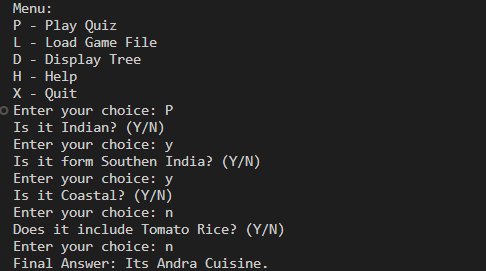 Menu:
P - Play Quiz
L - Load Game File
D - Display Tree
H - Help
X - Quit
Enter your choice: P
Is it Indian? (Y/N)
Enter your choice: y
Is it form Southen India? (Y/N)
Enter your choice: y
Is it Coastal? (Y/N)
Enter your choice: n
Does it include Tomato Rice? (Y/N)
Enter your choice: n
Final Answer: Its Andra Cuisine.